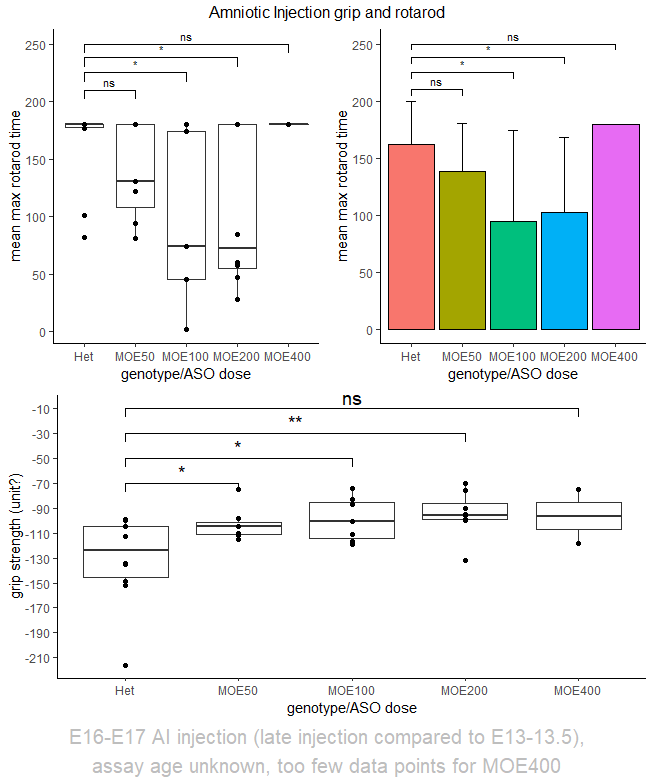 Amniotic Injection grip and rotarod
mean max rotarod time
250
200
150
100
50
0
ns
*
*
ns
Het MOE50 MOE100 MOE200 MOE400
genotype/ASO dose
mean max rotarod time
250
200
150
100
50
0
ns
*
*
ns
Het MOE50 MOE100 MOE200 MOE400
genotype/ASO dose
grip strength (unit?)
-10
-30
-50
-70
-90
-110
-130
-150
-170
-190
-210
ns
**
*
*
Het MOE50 MOE100 MOE200 MOE400
genotype/ASO dose
E16-E17 AI injection (late injection compared to E13-13.5),
assay age unknown, too few data points for MOE400